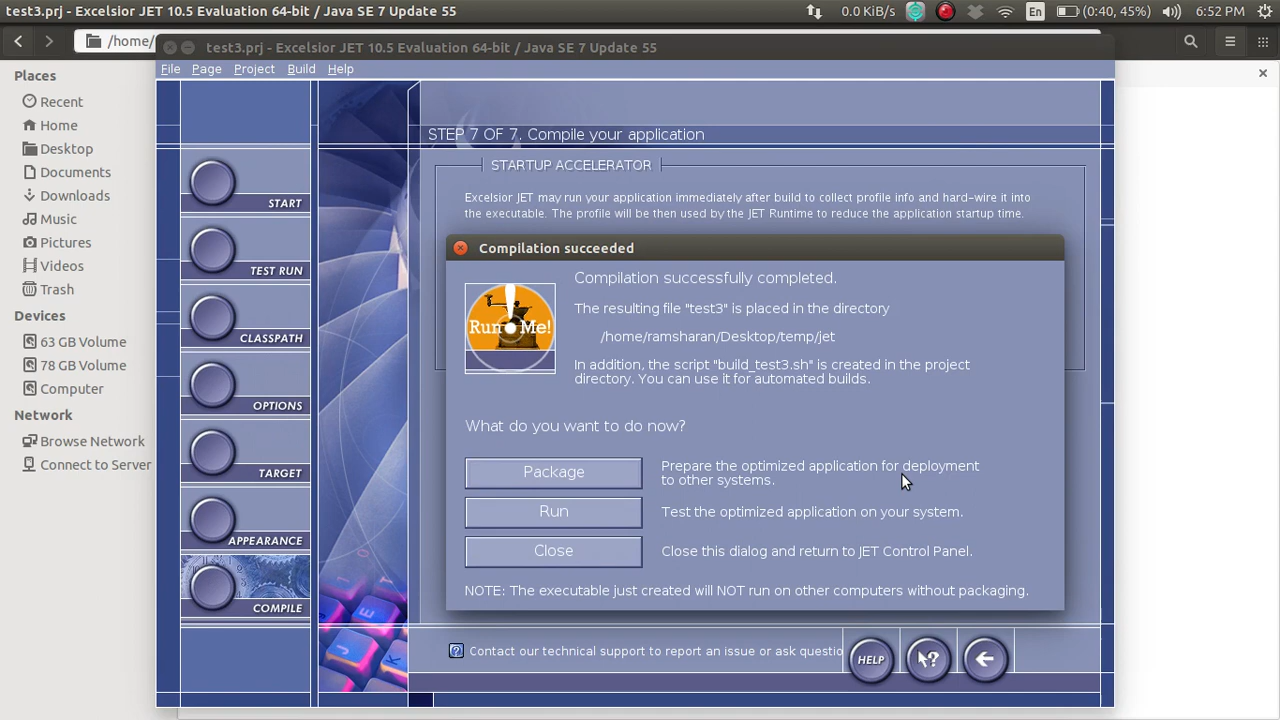 test3.prj - Excelsior JET 10.5 Evaluation 64-bit / Java SE 7 Update 55
0.0 KiB/s
En
(0:40, 45%)
6:52 PM
/home/
test3.prj - Excelsior JET 10.5 Evaluation 64-bit / Java SE 7 Update 55
File Page Project Build Help
Places
Recent
Home
Desktop
Documents
Downloads
Music
Pictures
Videos
Trash
Devices
63 GB Volume
78 GB Volume
Computer
Network
Browse Network
Connect to Server
START
TEST RUN
CLASSPATH
OPTIONS
TARGET
APPEARANCE
COMPILE
STEP 7 OF 7. Compile your application
STARTUP ACCELERATOR
Excelsior JET may run your application immediately after build to collect profile info and hard-wire it into
the executable. The profile will be then used by the JET Runtime to reduce the application startup time.
Compilation succeeded
Run Me!
Compilation successfully completed.
The resulting file "test3" is placed in the directory
/home/ramsharan/Desktop/temp/jet
In addition, the script "build_test3.sh" is created in the project
directory. You can use it for automated builds.
What do you want to do now?
Package
Prepare the optimized application for deployment
to other systems.
Run
Test the optimized application on your system.
Close
Close this dialog and return to JET Control Panel.
NOTE: The executable just created will NOT run on other computers without packaging.
Contact our technical support to report an issue or ask questio
HELP
?